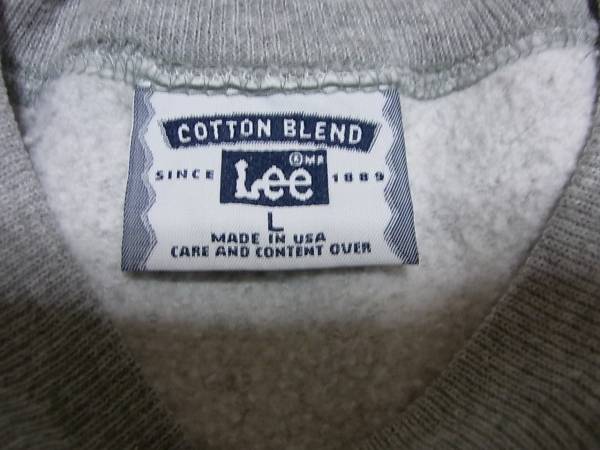 COTTON BLEND
®MR
SINCE Lee 1889
L
MADE IN USA
CARE AND CONTENT OVER